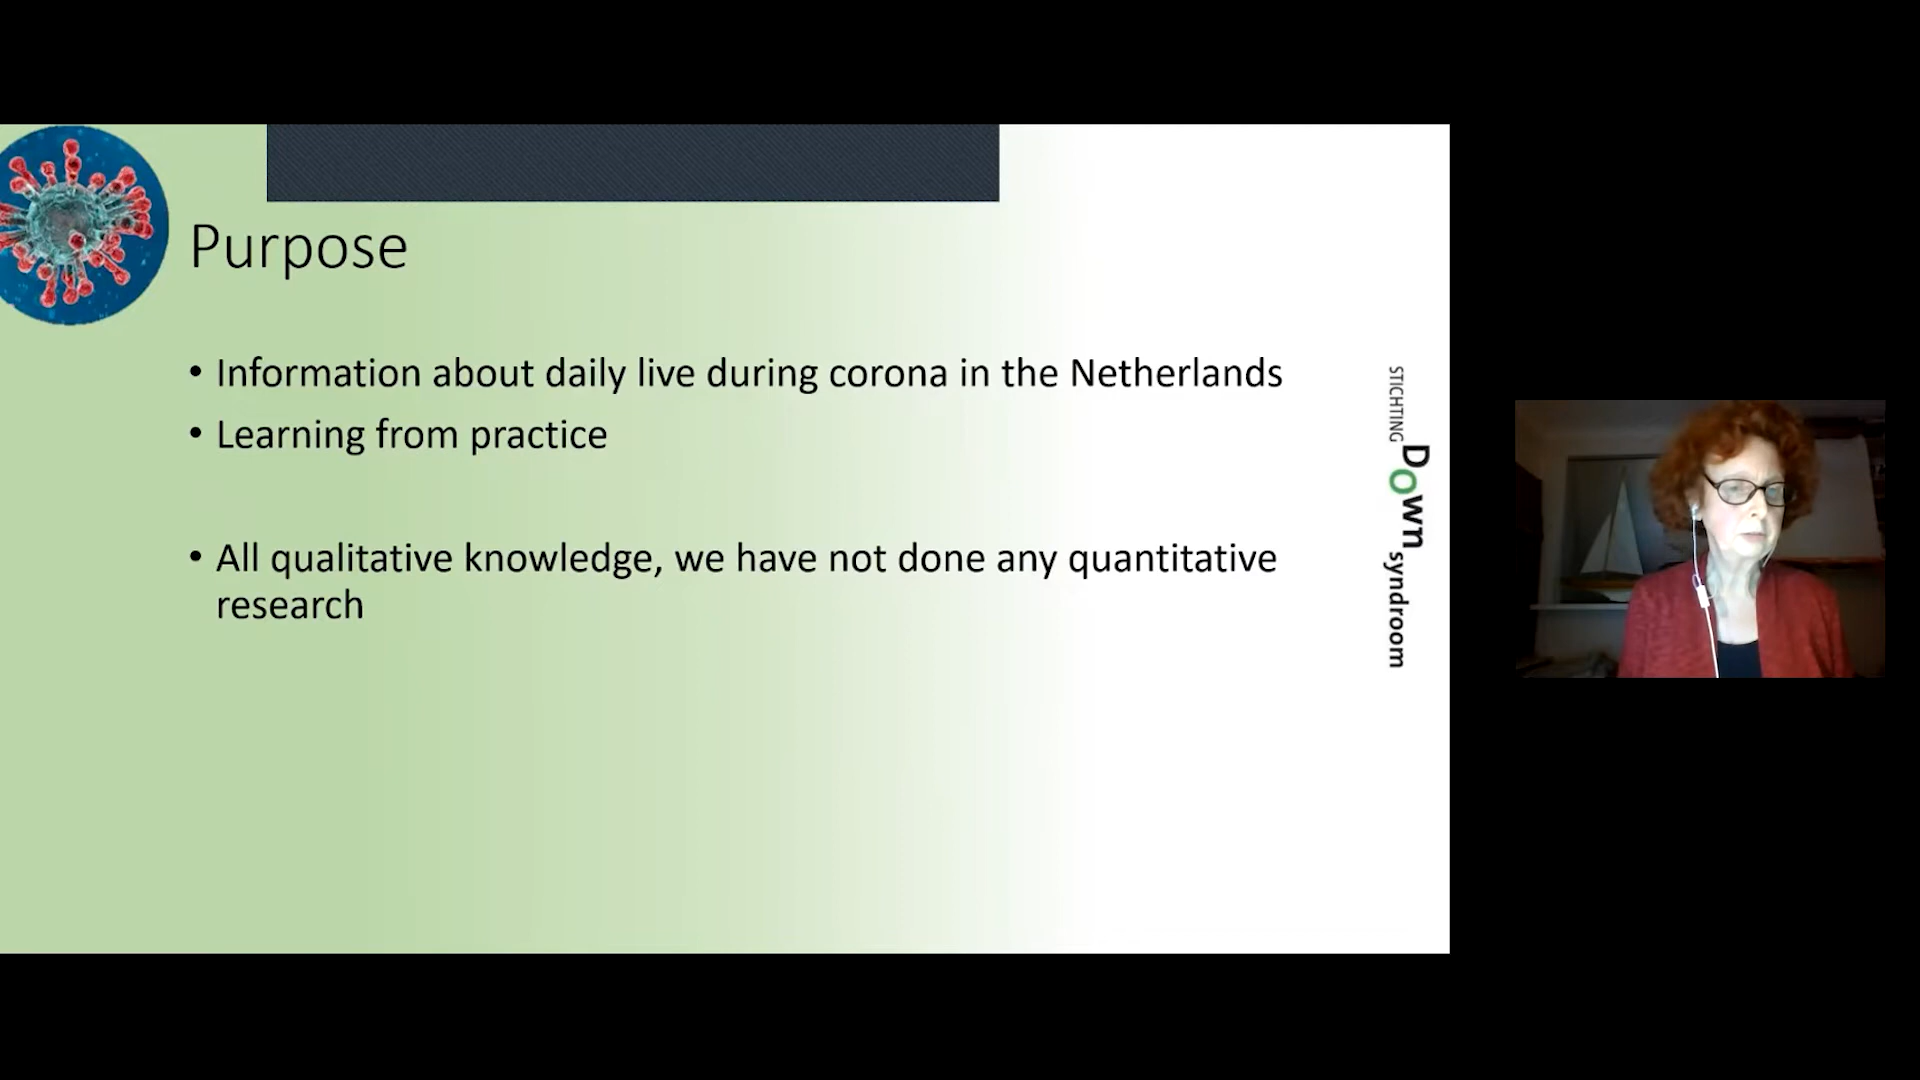 Purpose
• Information about daily live during corona in the Netherlands
• Learning from practice
• All qualitative knowledge, we have not done any quantitative
research
STICHTING
Down
syndroom